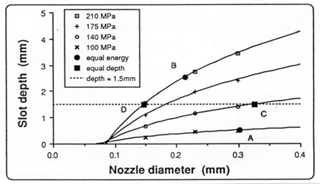 210 MPa
175 MPa
140 MPa
100 MPa
equal energy
equal depth
depth = 1.5mm
Slot depth (mm)
5
4
3
2
1
0
B
D
C
A
0.0
0.1
0.2
0.3
0.4
Nozzle diameter (mm)